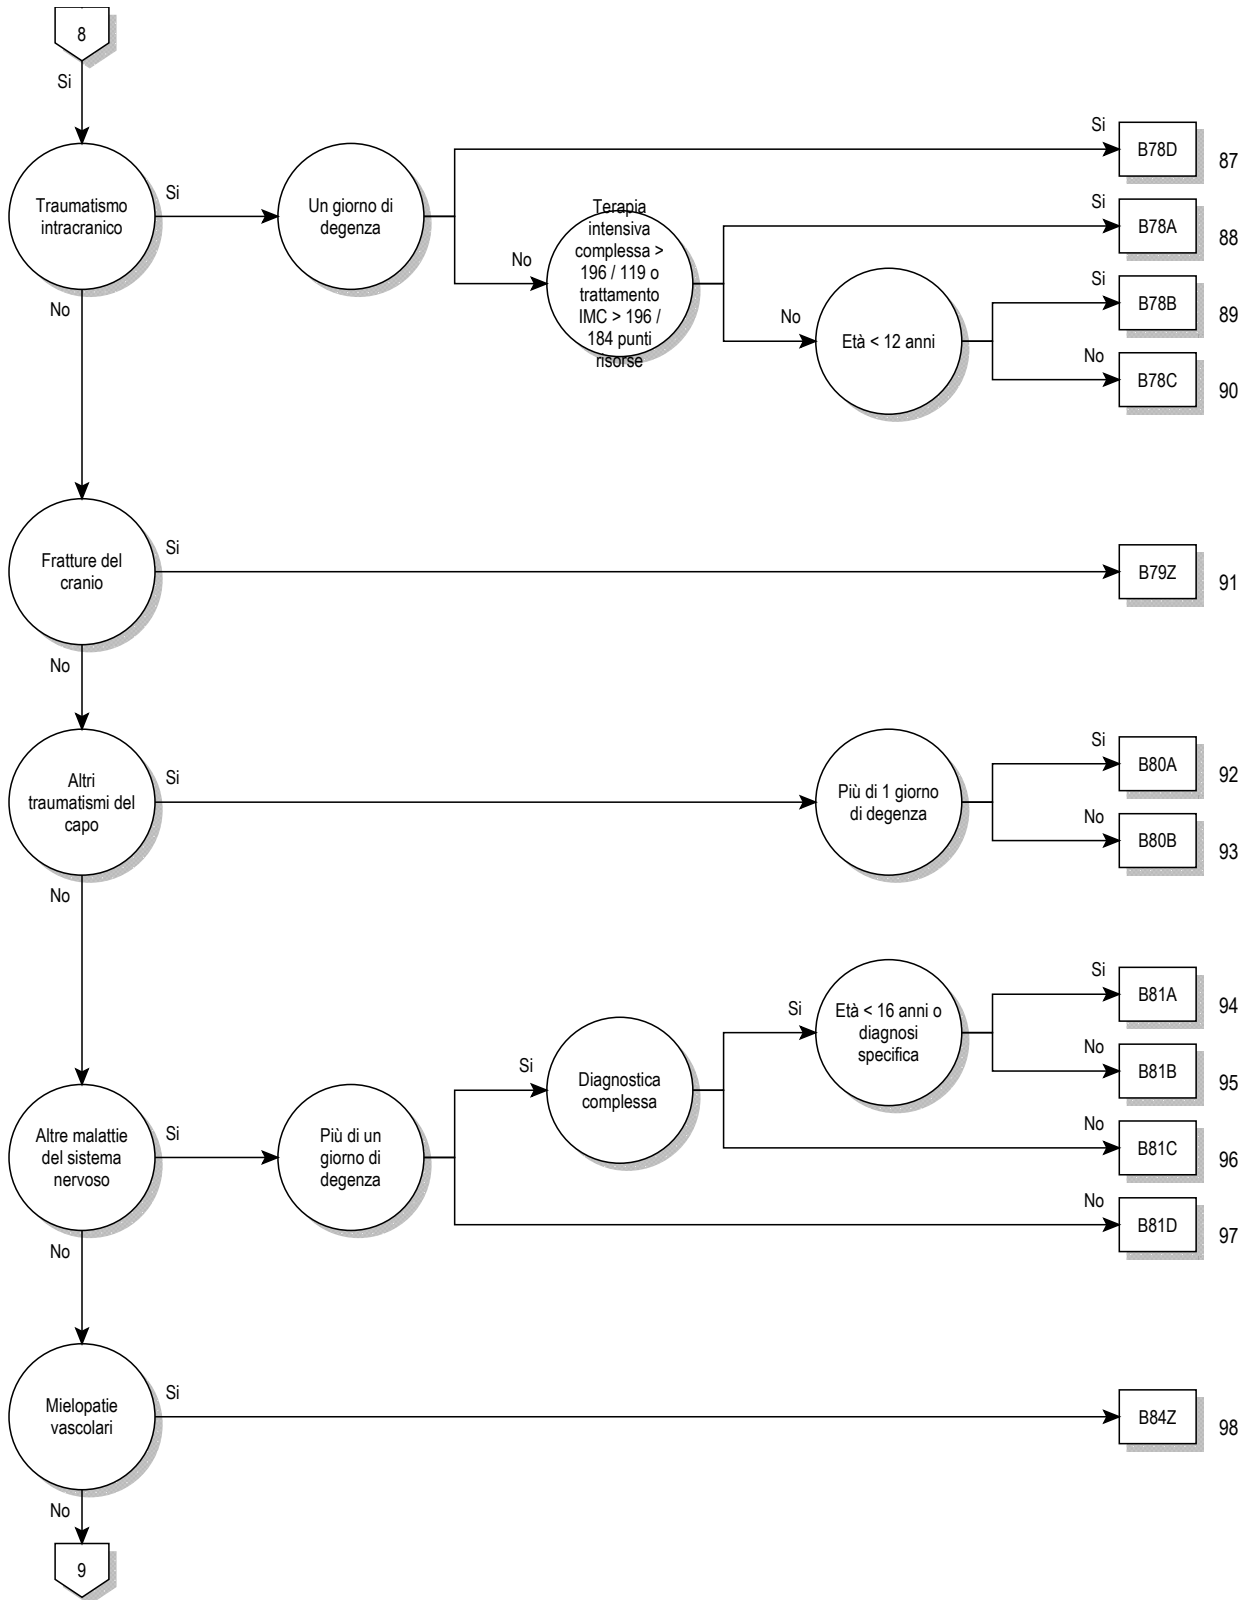 8
Si
Traumatismo
intracranico
Si
Un giorno di
degenza
Si
B78D
87
No
Terapia
intensiva
complessa >
196 / 119 o
trattamento
IMC > 196 /
184 punti
risorse
Si
B78A
88
No
Età < 12 anni
Si
B78B
89
No
B78C
90
No
Fratture del
cranio
Si
B79Z
91
No
Altri
traumatismi del
capo
Si
Più di 1 giorno
di degenza
Si
B80A
92
No
B80B
93
No
Altre malattie
del sistema
nervoso
Si
Più di un
giorno di
degenza
Si
Diagnostica
complessa
Si
Età < 16 anni o
diagnosi
specifica
Si
B81A
94
No
B81B
95
No
B81C
96
No
B81D
97
No
Mielopatie
vascolari
Si
B84Z
98
No
9